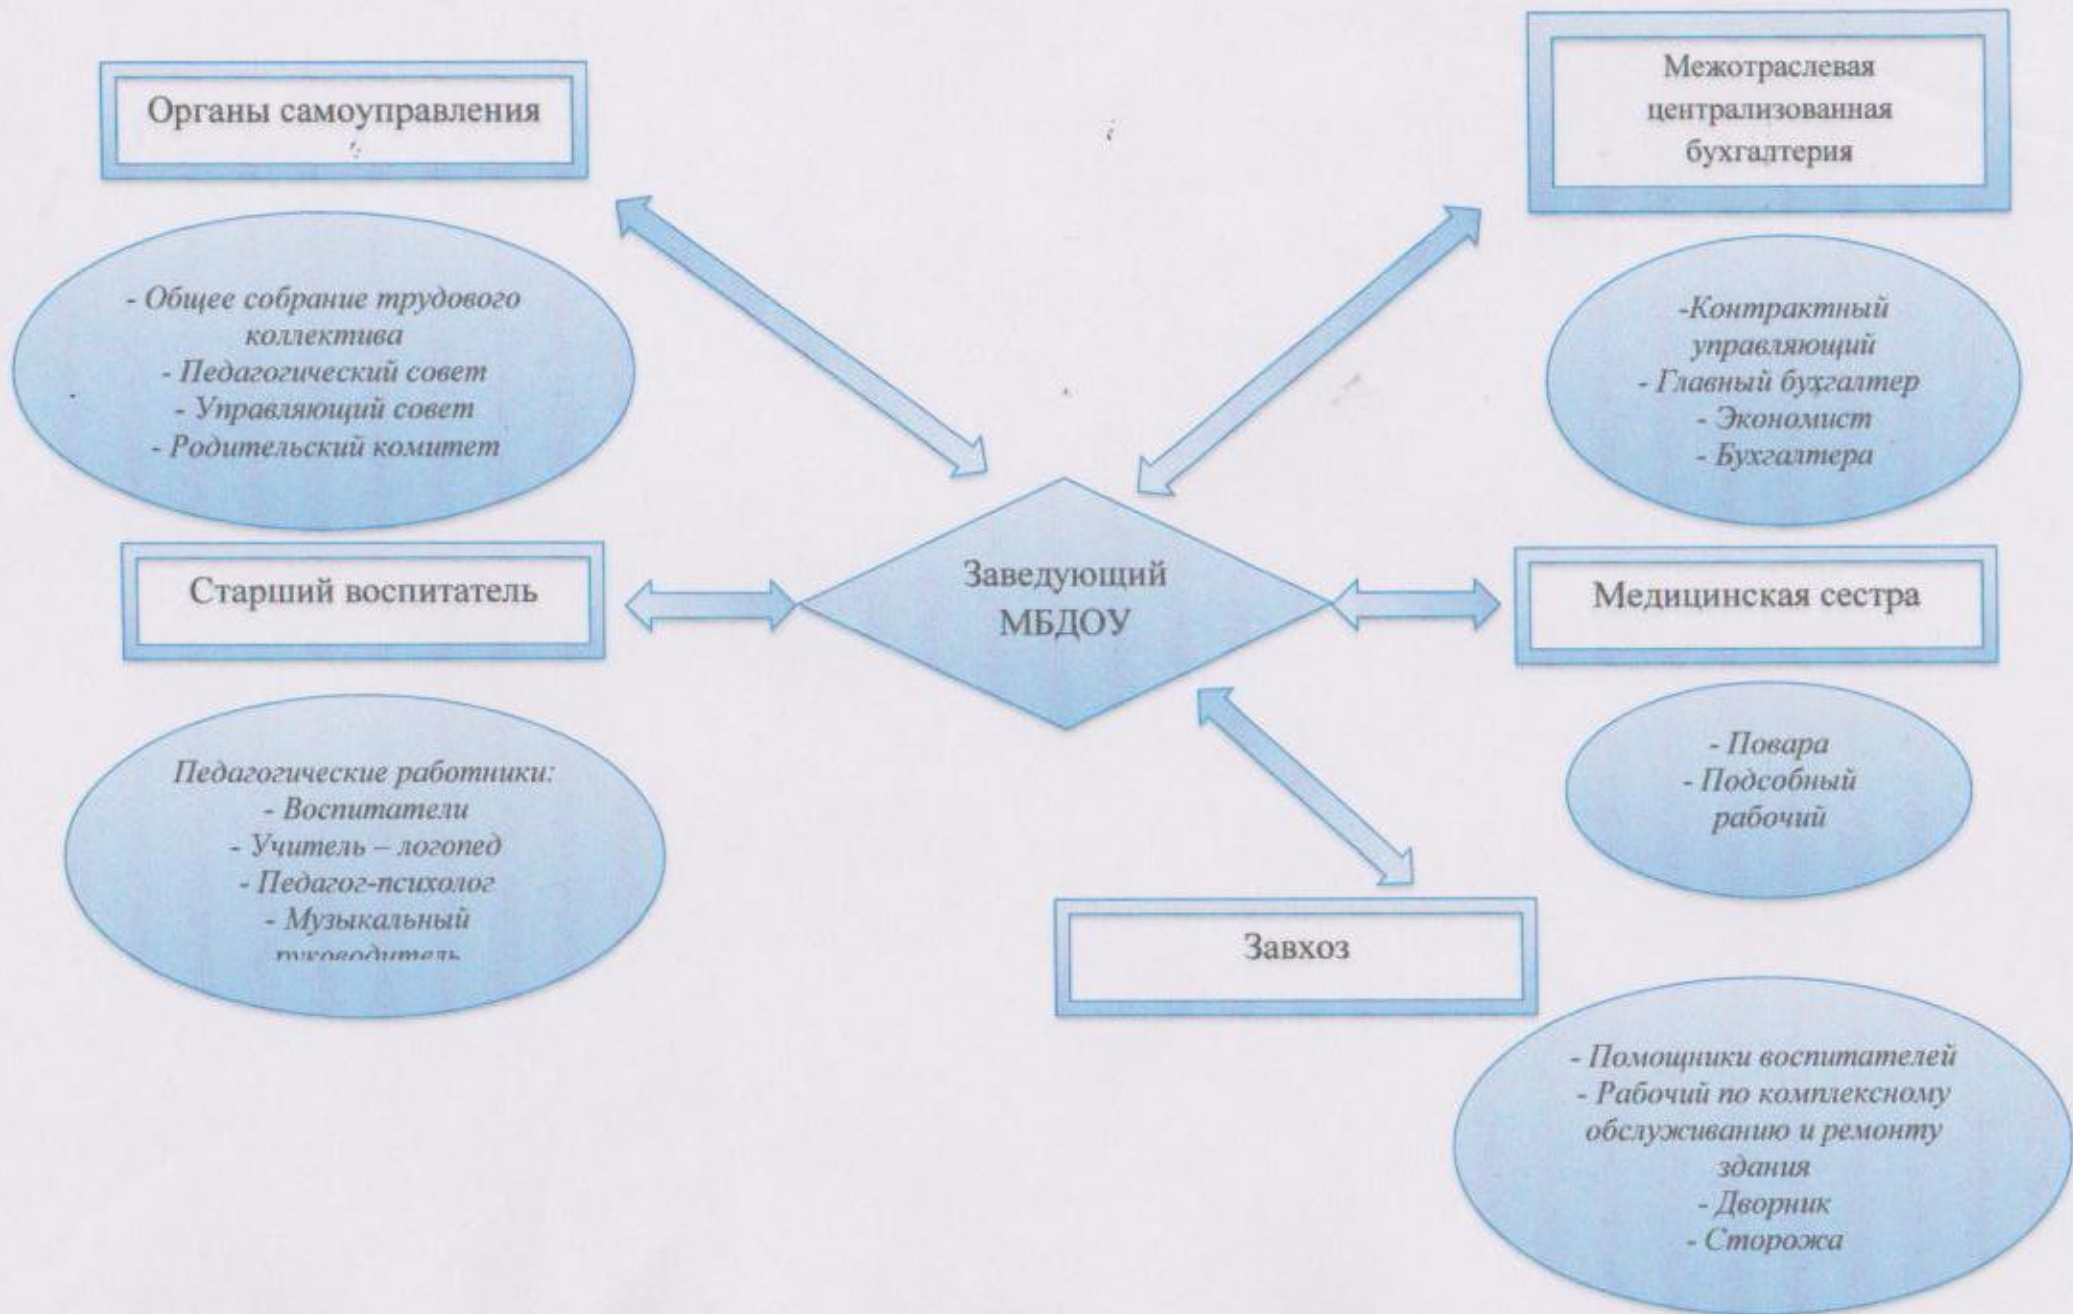 Органы самоуправления
- Общее собрание трудового
коллектива
- Педагогический совет
- Управляющий совет
- Родительский комитет
Межотраслевая
централизованная
бухгалтерия
-Контрактный
управляющий
- Главный бухгалтер
- Экономист
- Бухгалтера
Старший воспитатель
Заведующий
МБДОУ
Медицинская сестра
Педагогические работники:
- Воспитатели
- Учитель – логопед
- Педагог-психолог
- Музыкальный
руководитель
- Повара
- Подсобный
рабочий
Завхоз
- Помощники воспитателей
- Рабочий по комплексному
обслуживанию и ремонту
здания
- Дворник
- Сторожа